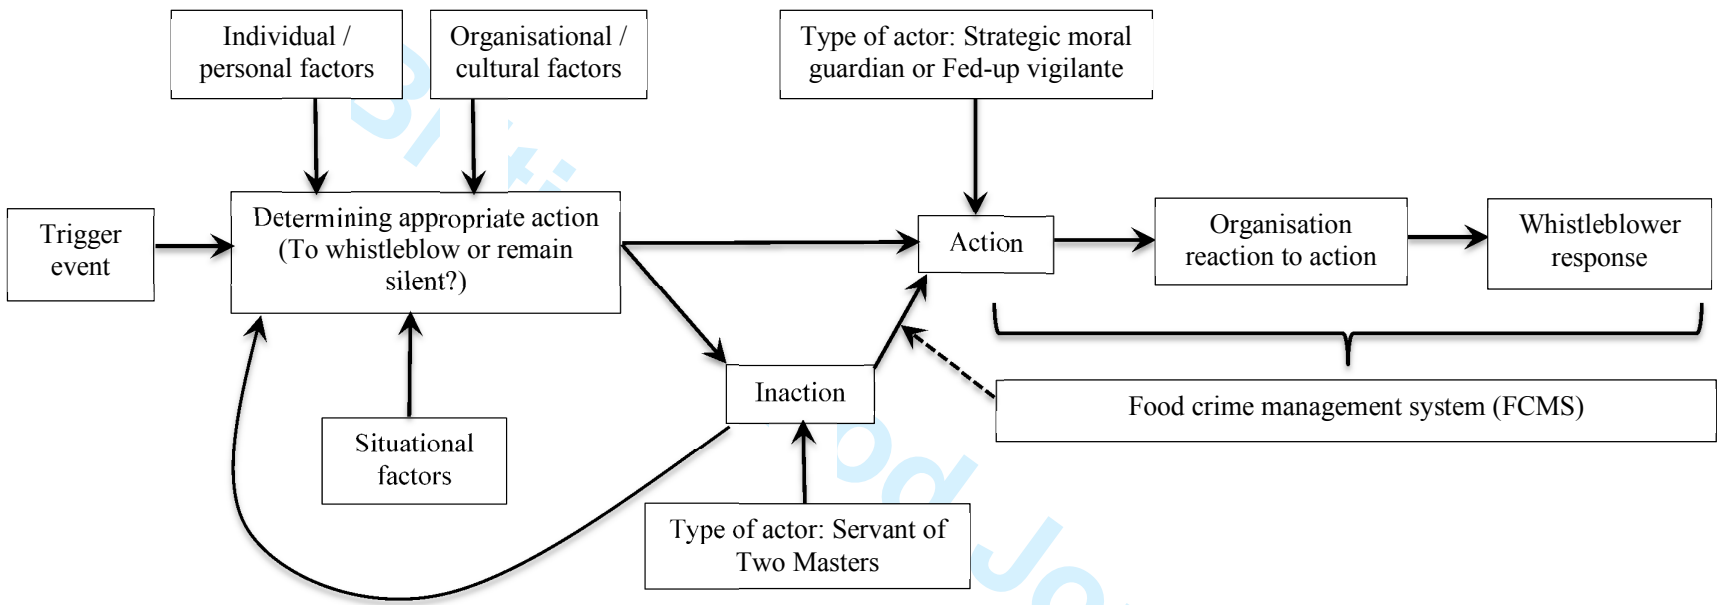 Individual /
personal factors
Organisational /
cultural factors
Type of actor: Strategic moral
guardian or Fed-up vigilante
Trigger
event
Determining appropriate action
(To whistleblow or remain
silent?)
Action
Organisation
reaction to action
Whistleblower
response
Inaction
Food crime management system (FCMS)
Situational
factors
Type of actor: Servant of
Two Masters